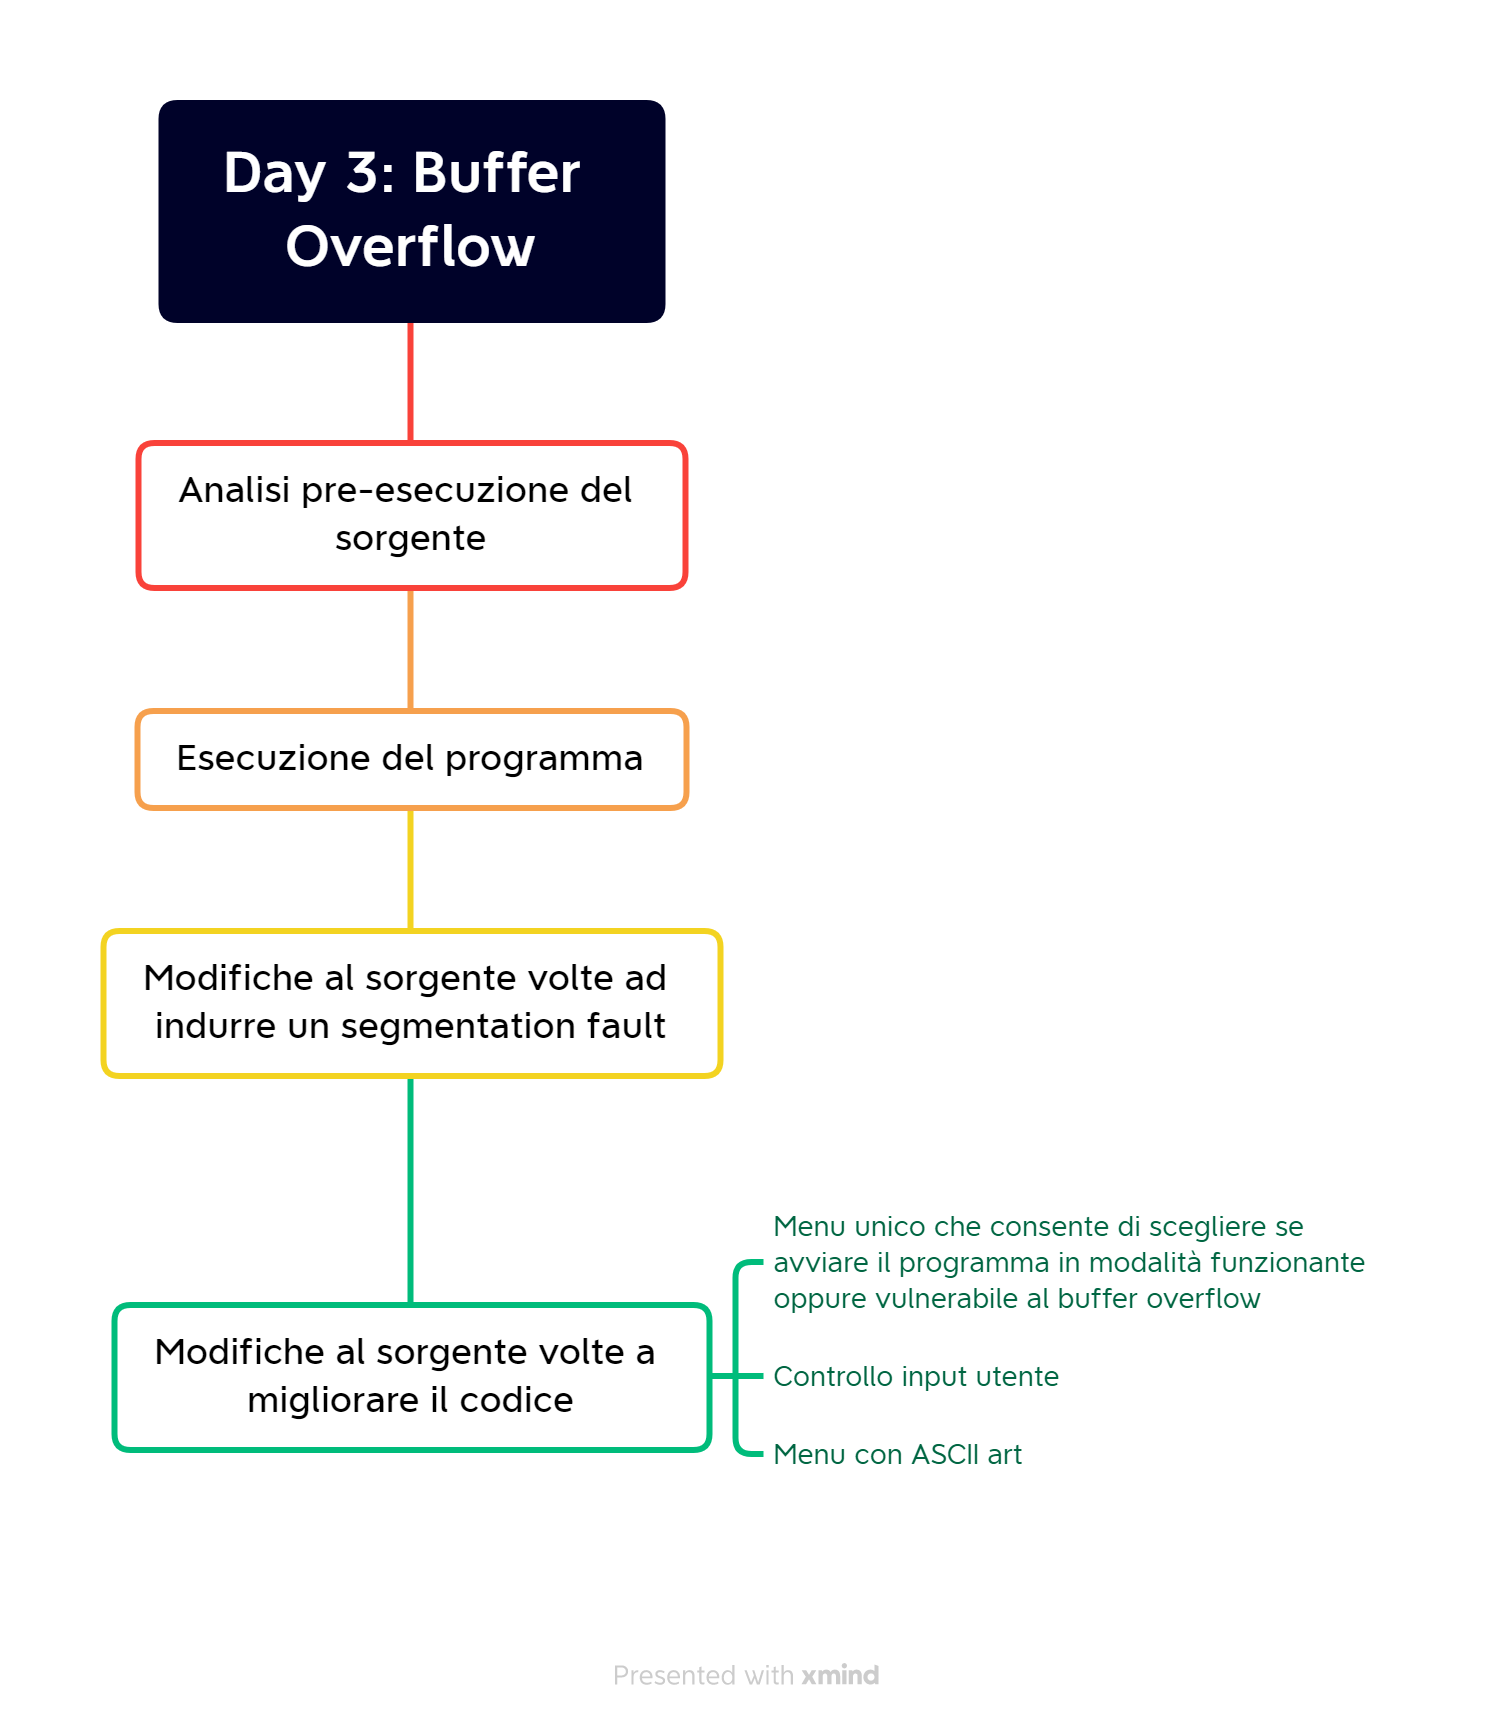 Day 3: Buffer
Overflow
Analisi pre-esecuzione del
sorgente
Esecuzione del programma
Modifiche al sorgente volte ad
indurre un segmentation fault
Modifiche al sorgente volte a
migliorare il codice
Menu unico che consente di scegliere se
avviare il programma in modalità funzionante
oppure vulnerabile al buffer overflow
Controllo input utente
Menu con ASCII art
Presented with xmind